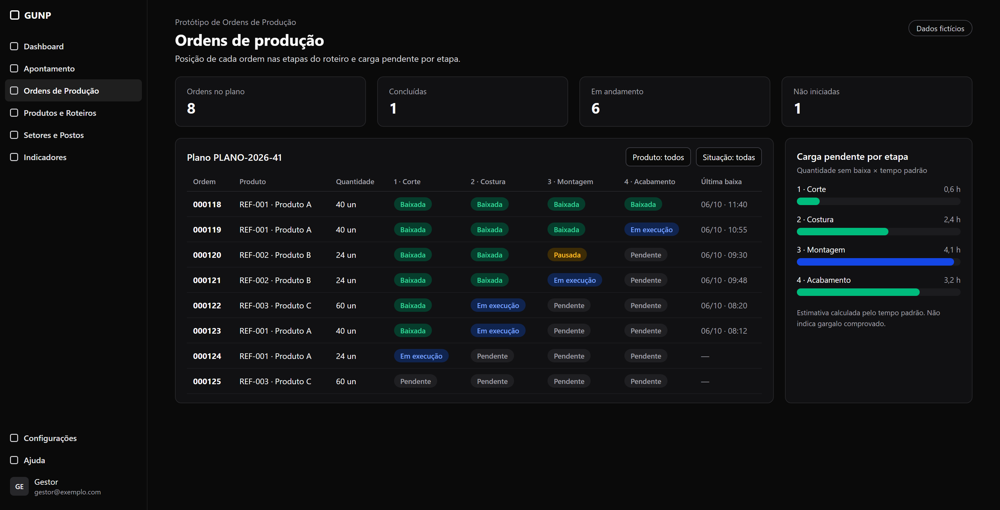 GUNP
Dashboard
Apontamento
Ordens de Produção
Produtos e Roteiros
Setores e Postos
Indicadores
Configurações
Ajuda
GE
Gestor
gestor@exemplo.com
Protótipo de Ordens de Produção
Ordens de produção
Posição de cada ordem nas etapas do roteiro e carga pendente por etapa.
Dados fictícios
Ordens no plano
8
Concluídas
1
Em andamento
6
Não iniciadas
1
Plano PLANO-2026-41
Produto: todos
Situação: todas
Ordem Produto Quantidade 1 · Corte 2 · Costura 3 · Montagem 4 · Acabamento Última baixa
000118 REF-001 · Produto A 40 un Baixada Baixada Baixada Baixada 06/10 · 11:40
000119 REF-001 · Produto A 40 un Baixada Baixada Baixada Em execução 06/10 · 10:55
000120 REF-002 · Produto B 24 un Baixada Baixada Pausada Pendente 06/10 · 09:30
000121 REF-002 · Produto B 24 un Baixada Baixada Em execução Pendente 06/10 · 09:48
000122 REF-003 · Produto C 60 un Baixada Em execução Pendente Pendente 06/10 · 08:20
000123 REF-001 · Produto A 40 un Baixada Em execução Pendente Pendente 06/10 · 08:12
000124 REF-001 · Produto A 24 un Em execução Pendente Pendente Pendente —
000125 REF-003 · Produto C 60 un Pendente Pendente Pendente Pendente —
Carga pendente por etapa
Quantidade sem baixa × tempo padrão
1 · Corte 0,6 h
2 · Costura 2,4 h
3 · Montagem 4,1 h
4 · Acabamento 3,2 h
Estimativa calculada pelo tempo padrão. Não
indica gargalo comprovado.